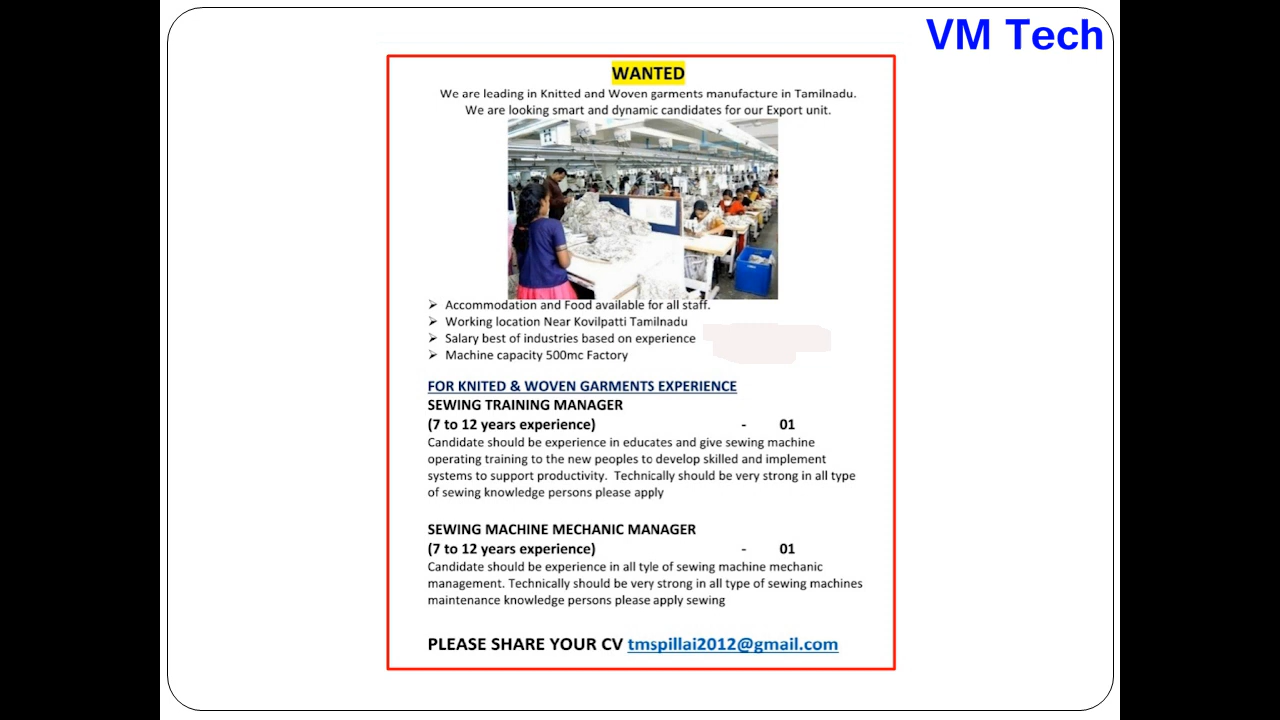 VM Tech
WANTED
We are leading in Knitted and Woven garments manufacture in Tamilnadu.
We are looking smart and dynamic candidates for our Export unit.
➢ Accommodation and Food available for all staff.
➢ Working location Near Kovilpatti Tamilnadu
➢ Salary best of industries based on experience
➢ Machine capacity 500mc Factory
FOR KNITED & WOVEN GARMENTS EXPERIENCE
SEWING TRAINING MANAGER
(7 to 12 years experience) - 01
Candidate should be experience in educates and give sewing machine
operating training to the new peoples to develop skilled and implement
systems to support productivity. Technically should be very strong in all type
of sewing knowledge persons please apply
SEWING MACHINE MECHANIC MANAGER
(7 to 12 years experience) - 01
Candidate should be experience in all tyle of sewing machine mechanic
management. Technically should be very strong in all type of sewing machines
maintenance knowledge persons please apply sewing
PLEASE SHARE YOUR CV tmspillai2012@gmail.com